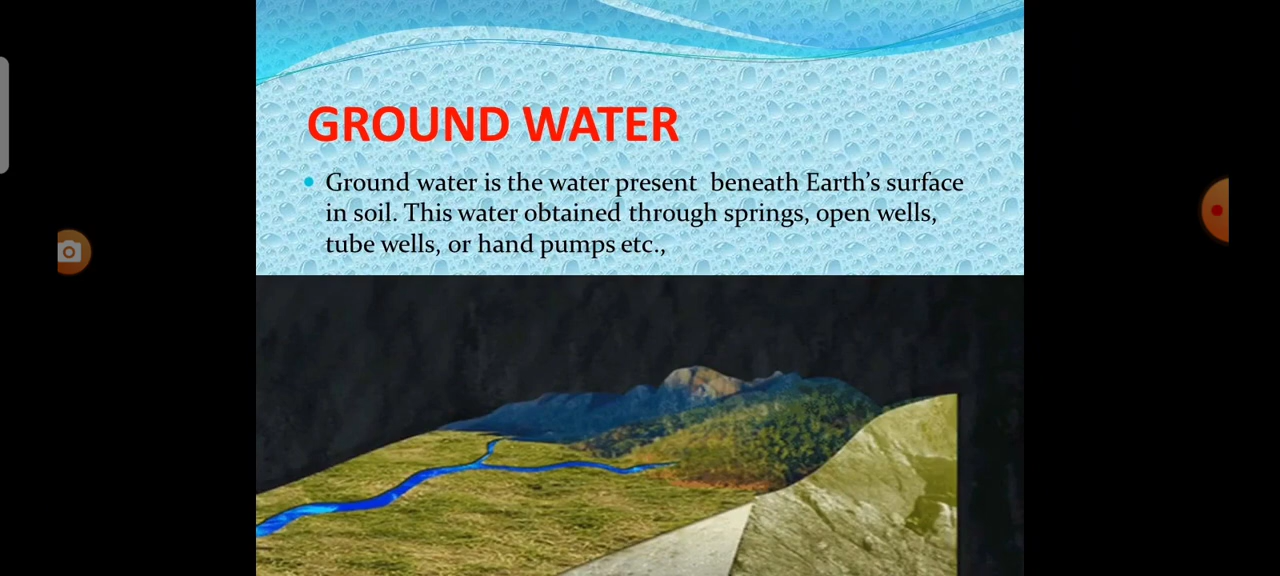 GROUND WATER
Ground water is the water present beneath Earth's surface
in soil. This water obtained through springs, open wells,
tube wells, or hand pumps etc.,